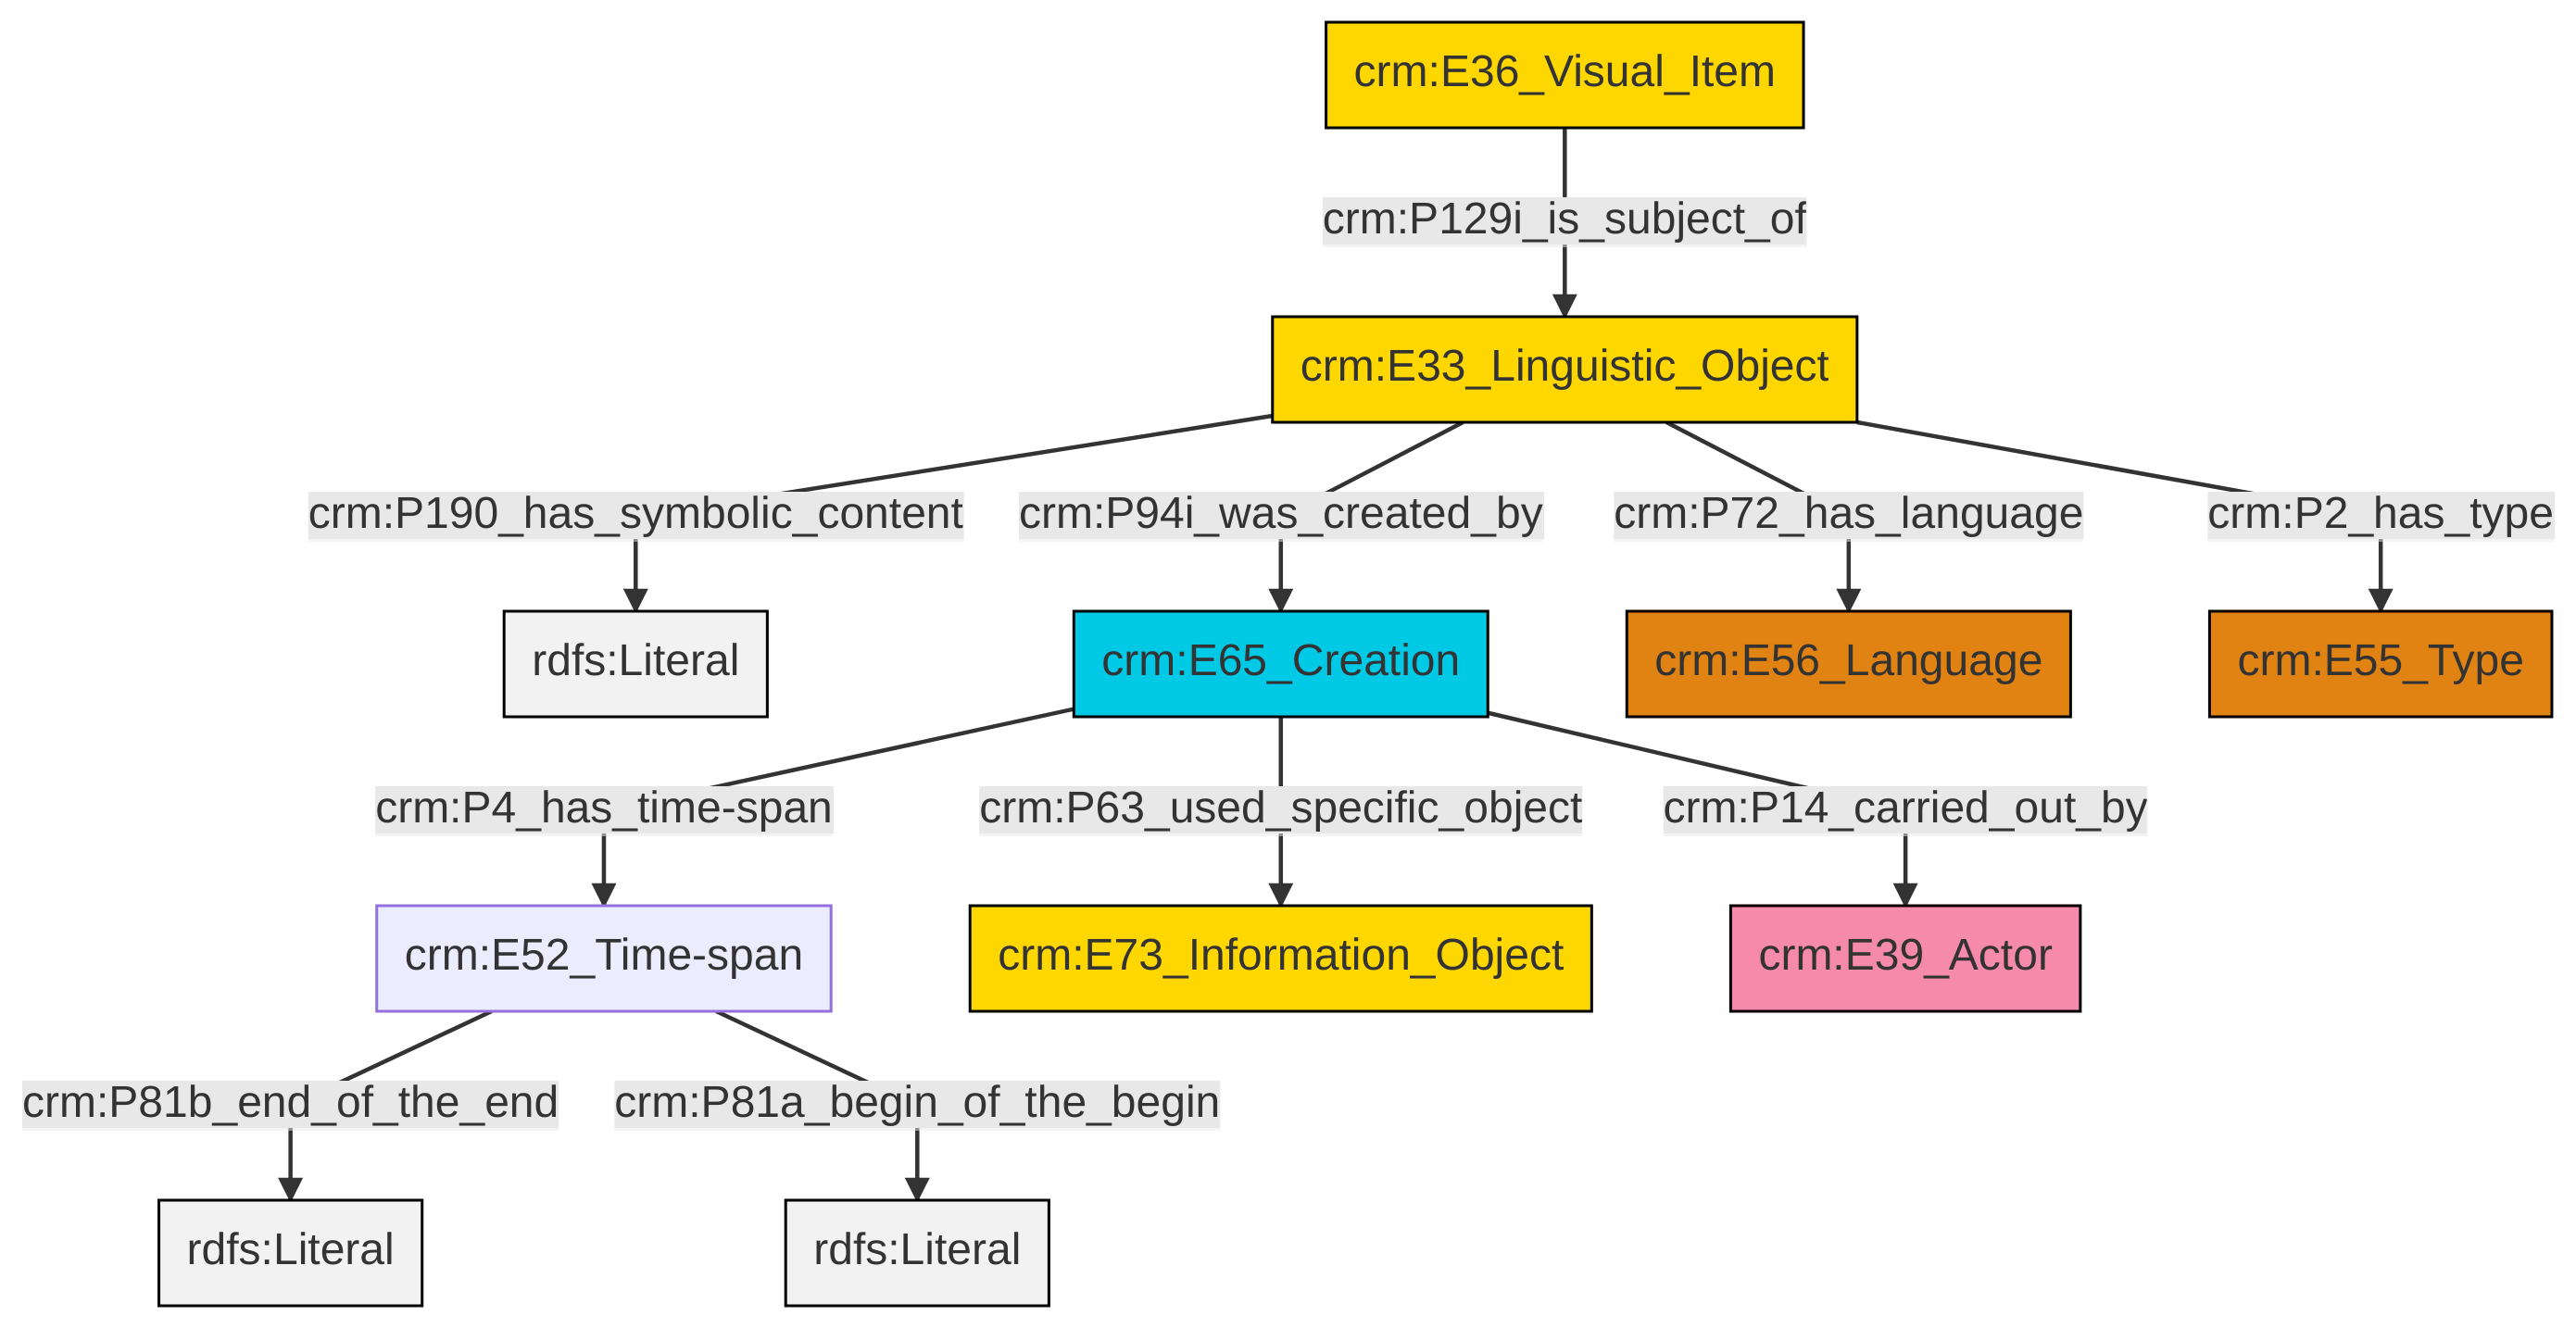 crm:E36_Visual_Item
crm:P129i_is_subject_of
crm:E33_Linguistic_Object
crm:P190_has_symbolic_content
crm:P94i_was_created_by
crm:P72_has_language
crm:P2_has_type
rdfs:Literal
crm:E65_Creation
crm:E56_Language
crm:E55_Type
crm:P4_has_time-span
crm:P63_used_specific_object
crm:P14_carried_out_by
crm:E52_Time-span
crm:E73_Information_Object
crm:E39_Actor
crm:P81b_end_of_the_end
crm:P81a_begin_of_the_begin
rdfs:Literal
rdfs:Literal